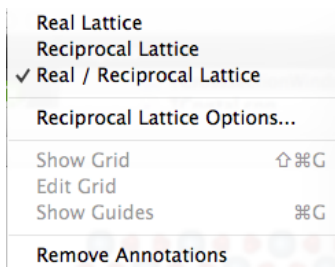 Real Lattice
Reciprocal Lattice
✓ Real / Reciprocal Lattice
Reciprocal Lattice Options...
Show Grid ⇧⌘G
Edit Grid
Show Guides ⌘G
Remove Annotations